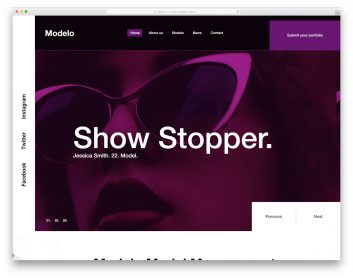 Modelo.
Home About us Models News Contact
Submit your portfolio
Instagram
Twitter
Facebook
Show Stopper.
Jessica Smith. 22. Model.
01. 02. 03.
Previous Next